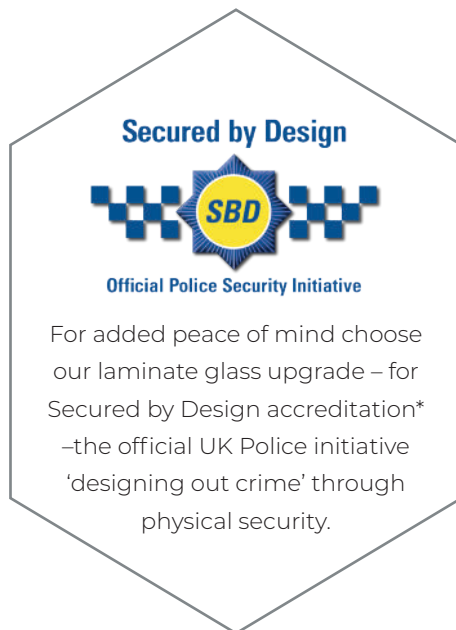 Secured by Design
SBD
Official Police Security Initiative
For added peace of mind choose
our laminate glass upgrade – for
Secured by Design accreditation*
–the official UK Police initiative
‘designing out crime’ through
physical security.